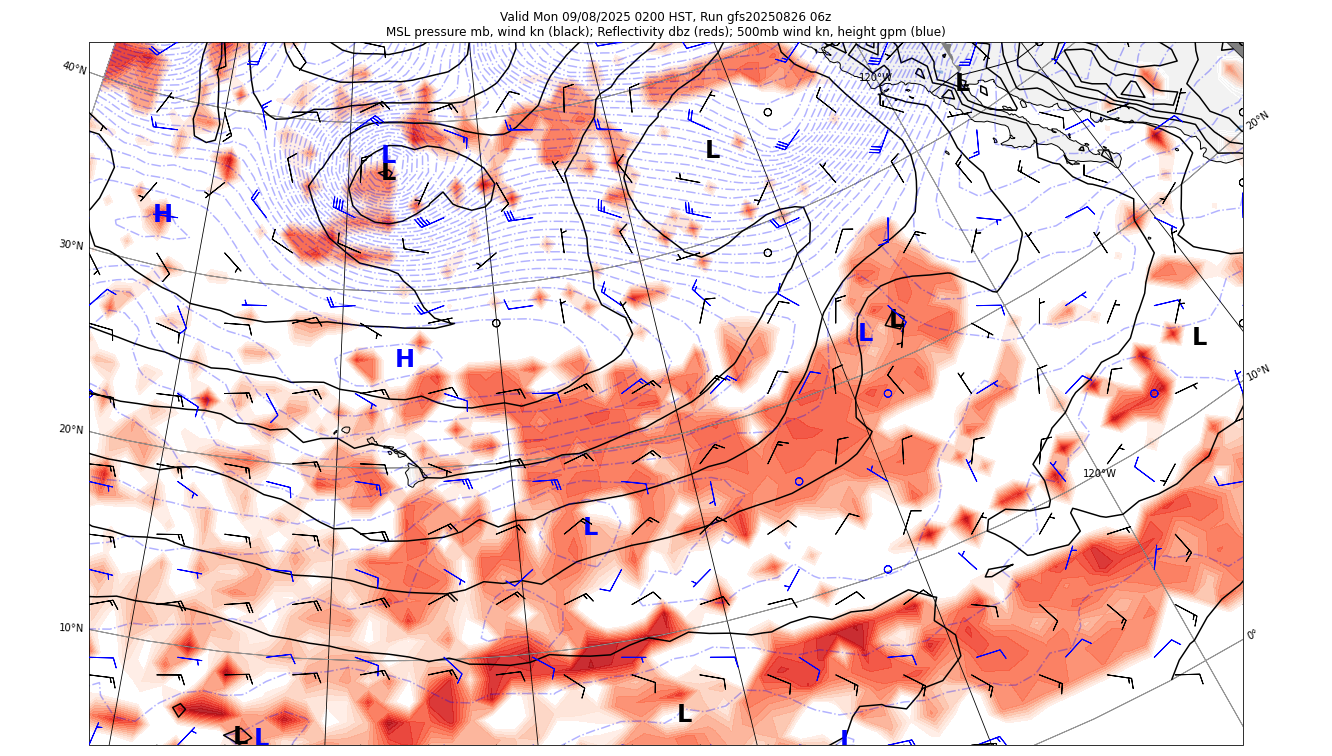 Valid Mon 09/08/2025 0200 HST, Run gfs20250826 06z
MSL pressure mb, wind kn (black); Reflectivity dbz (reds); 500mb wind kn, height gpm (blue)
40°N
120°W
L
20°N
L
L
L
H
30°N
L
L
L
H
10°N
20°N
120°W
L
10°N
0°
L
L
L
L